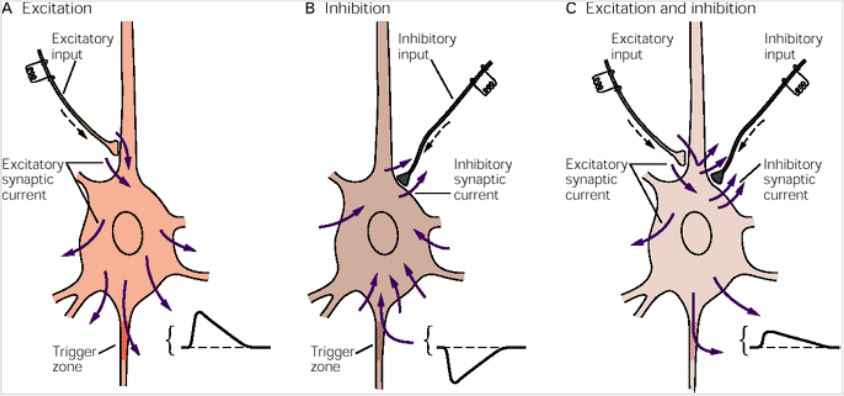 A Excitation
Excitatory
input
Excitatory
synaptic
current
Trigger
zone
B Inhibition
Inhibitory
input
Inhibitory
synaptic
current
Trigger
zone
C Excitation and inhibition
Excitatory
input
Inhibitory
input
Excitatory
synaptic
current
Inhibitory
synaptic
current